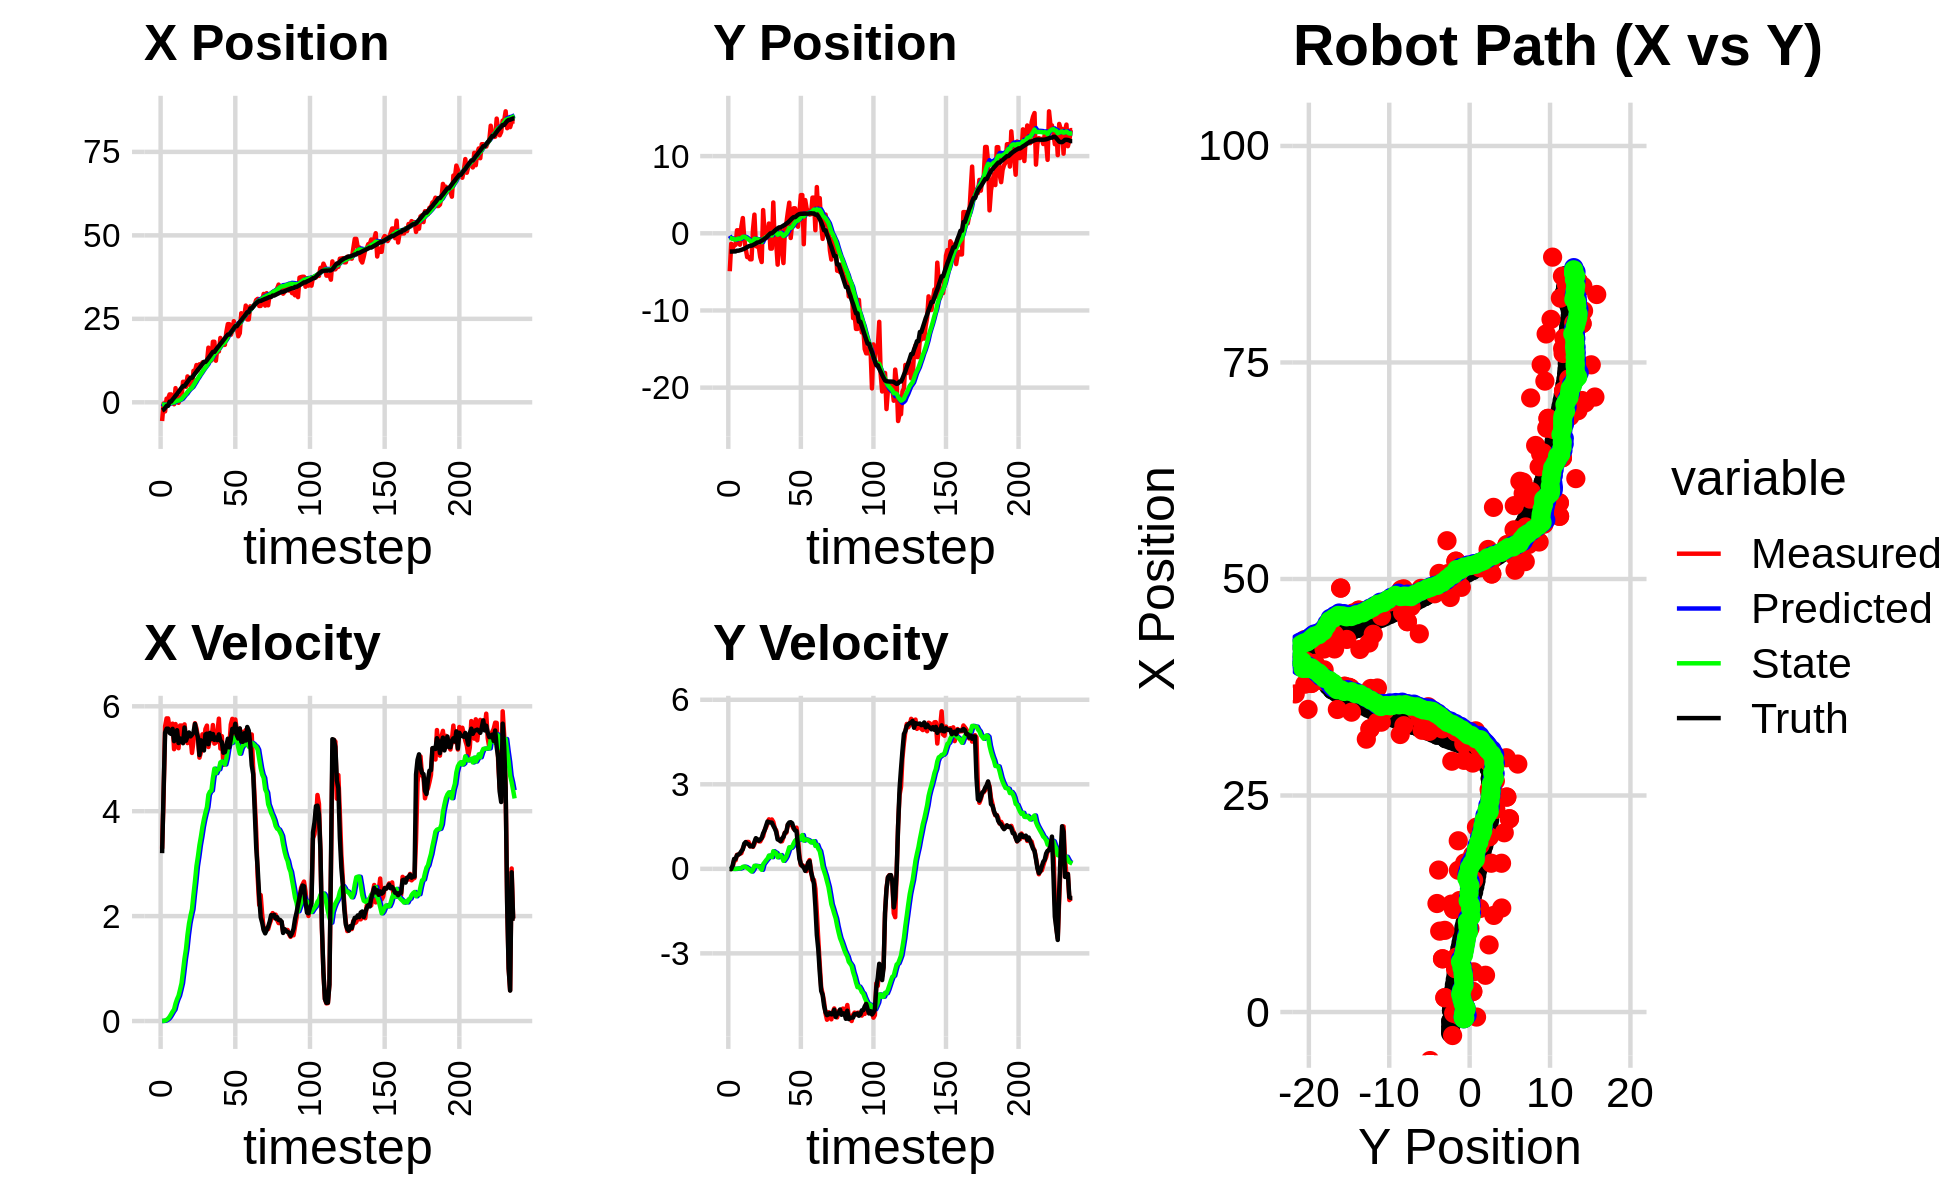 X Position
75
50
25
0
0
50
100
150
200
timestep
Y Position
10
0
-10
-20
0
50
100
150
200
timestep
X Velocity
6
4
2
0
0
50
100
150
200
timestep
Y Velocity
6
3
0
-3
0
50
100
150
200
timestep
Robot Path (X vs Y)
X Position
100
75
50
25
0
-20 -10 0 10 20
Y Position
variable
Measured
Predicted
State
Truth